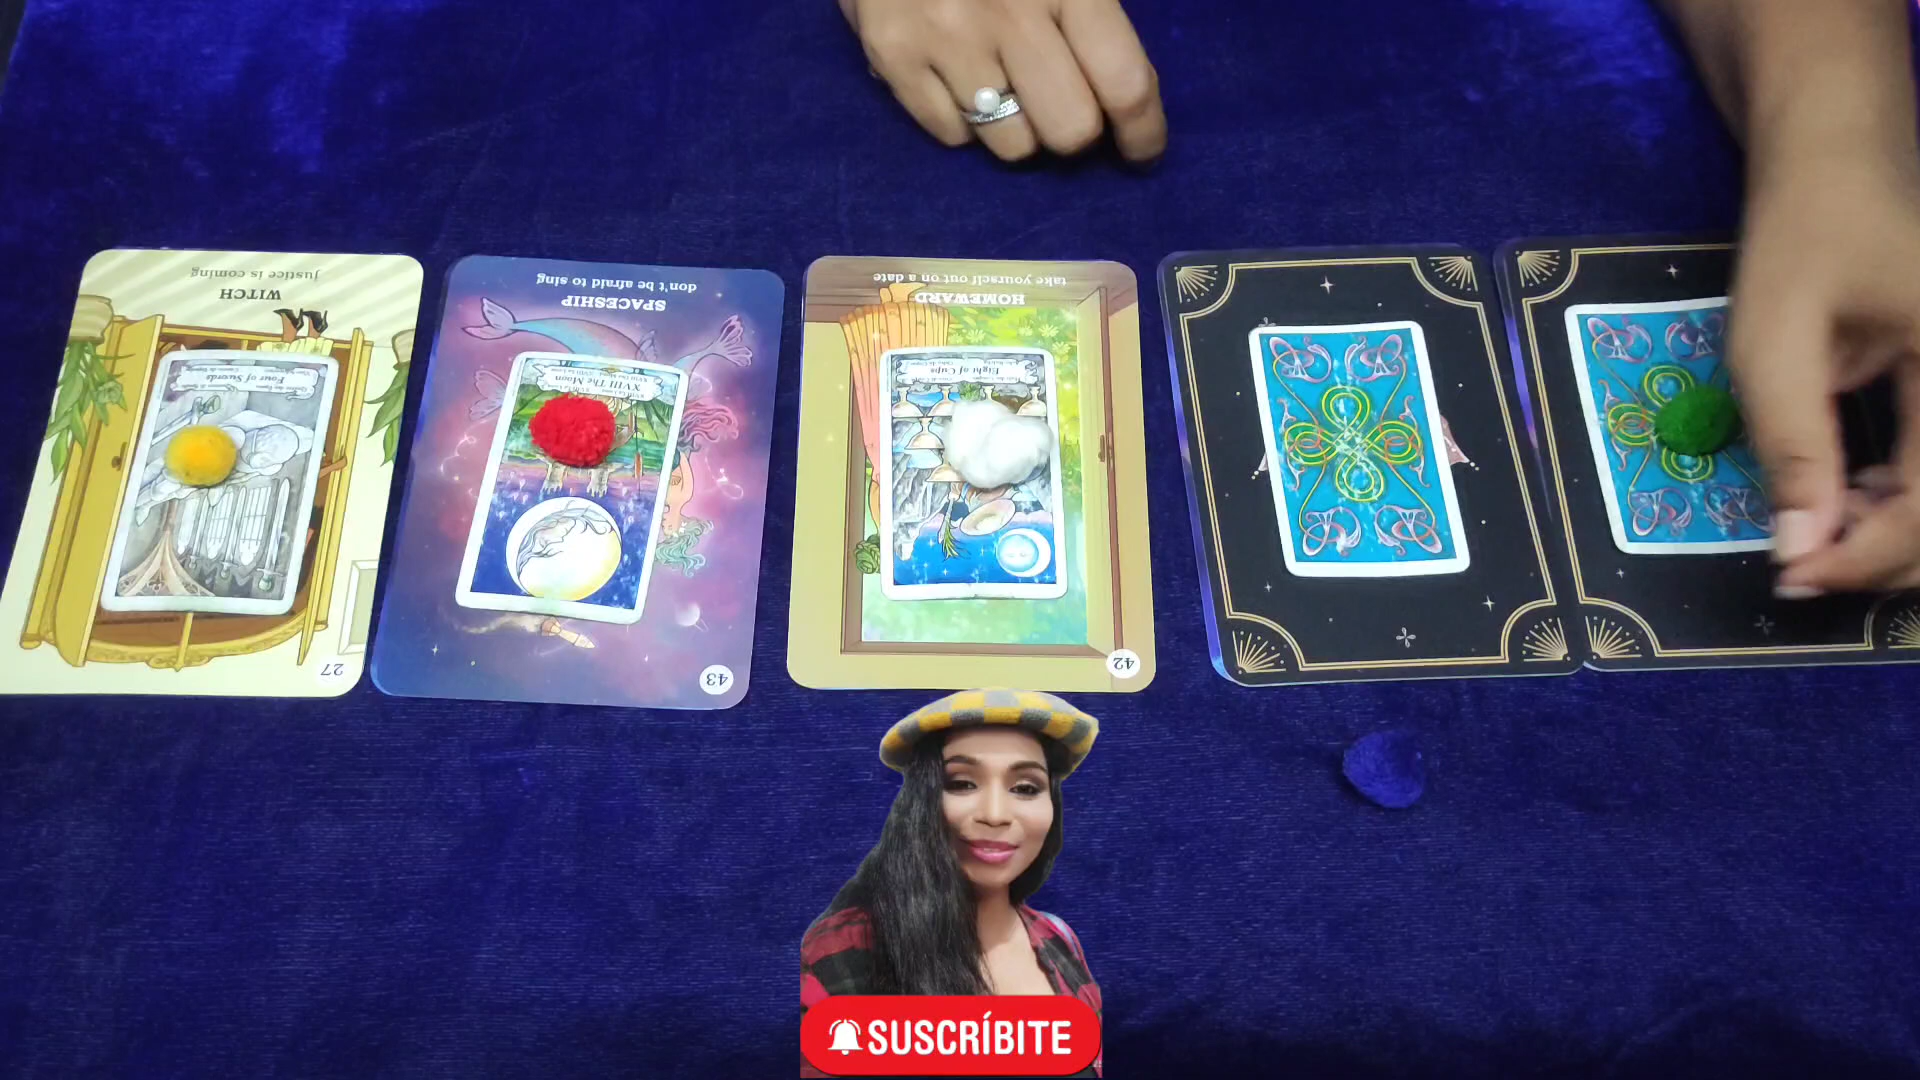 justice is coming
WITCH
Four of Swords
27
don't be afraid to sing
SPACESHIP
XVIII The Moon
43
take yourself out on a date
HOMEWARD
Eight of Cups
42
SUSCRÍBITE